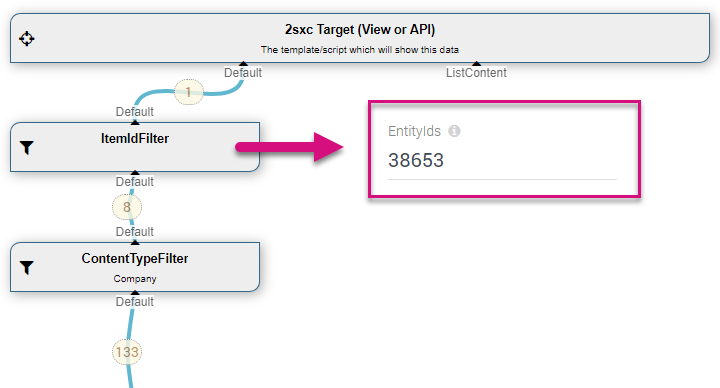 2sxc Target (View or API)
The template/script which will show this data
Default
ListContent
1
Default
ItemIdFilter
EntityIds
38653
Default
8
Default
ContentTypeFilter
Company
Default
133